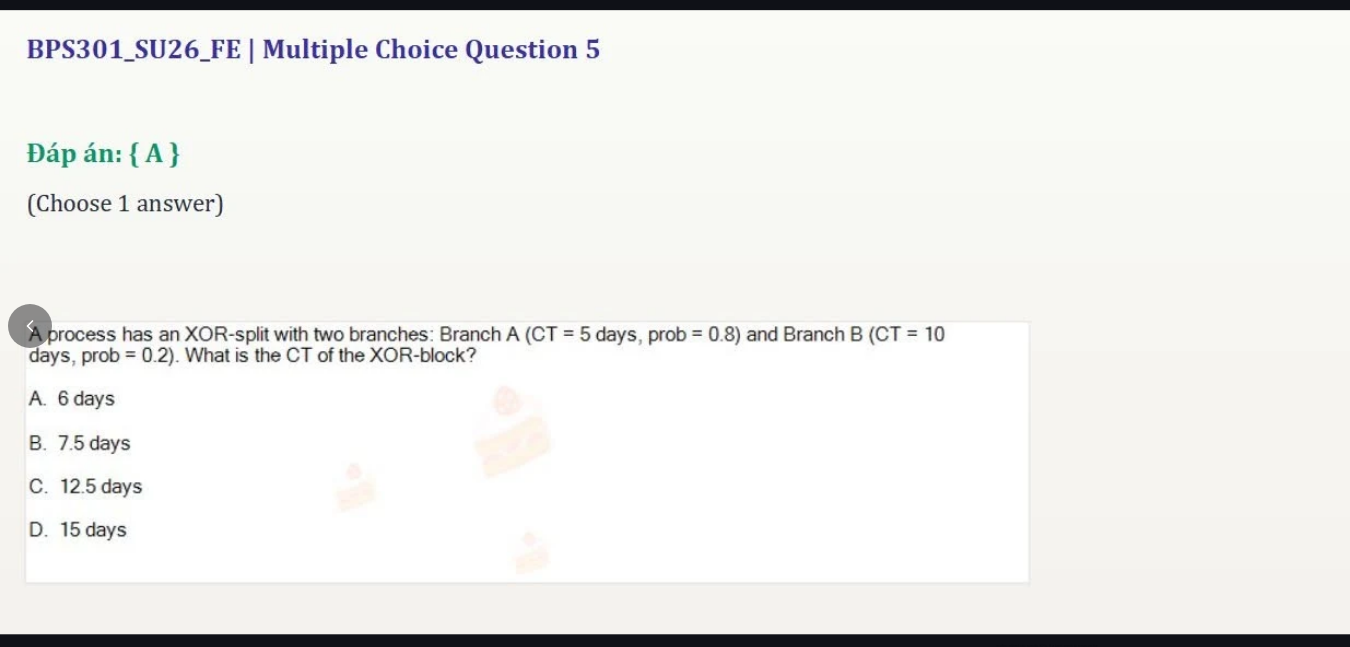 BPS301_SU26_FE | Multiple Choice Question 5
Đáp án: { A }
(Choose 1 answer)
A process has an XOR-split with two branches: Branch A (CT = 5 days, prob = 0.8) and Branch B (CT = 10
days, prob = 0.2). What is the CT of the XOR-block?
A. 6 days
B. 7.5 days
C. 12.5 days
D. 15 days